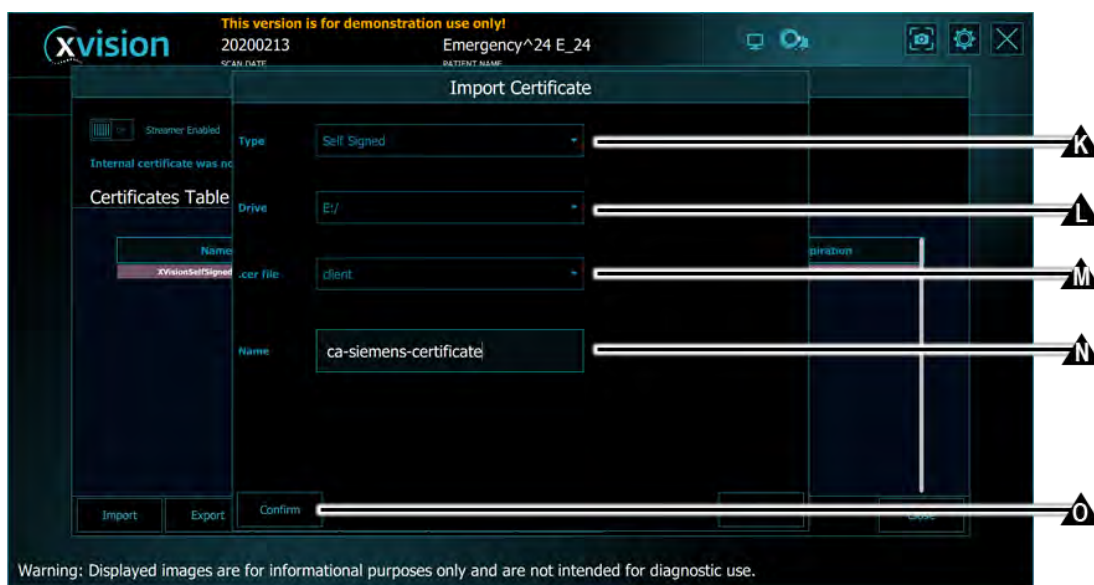 This version is for demonstration use only!
xvision
20200213
Emergency^24 E_24
SCAN DATE
PATIENT NAME
Import Certificate
Streamer Enabled
Type
Self Signed
K
Internal certificate was no
Certificates Table
Drive
E:/
L
Name
piration
XVisionSelfSigned
.cer file
client
M
Name
ca-siemens-certificate
N
Import
Export
Confirm
Close
O
Warning: Displayed images are for informational purposes only and are not intended for diagnostic use.